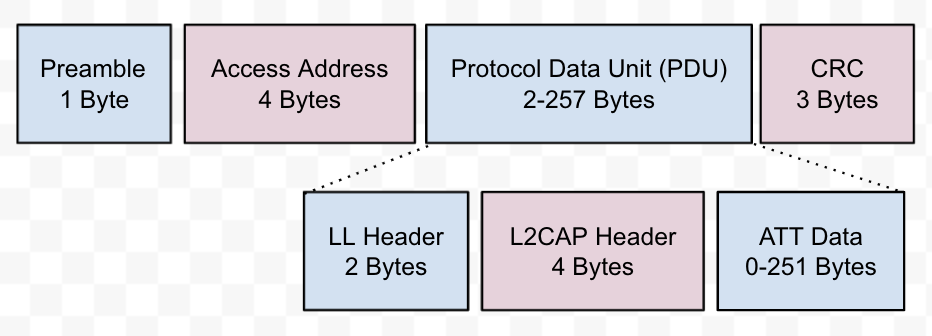 Preamble
1 Byte
Access Address
4 Bytes
Protocol Data Unit (PDU)
2-257 Bytes
CRC
3 Bytes
LL Header
2 Bytes
L2CAP Header
4 Bytes
ATT Data
0-251 Bytes